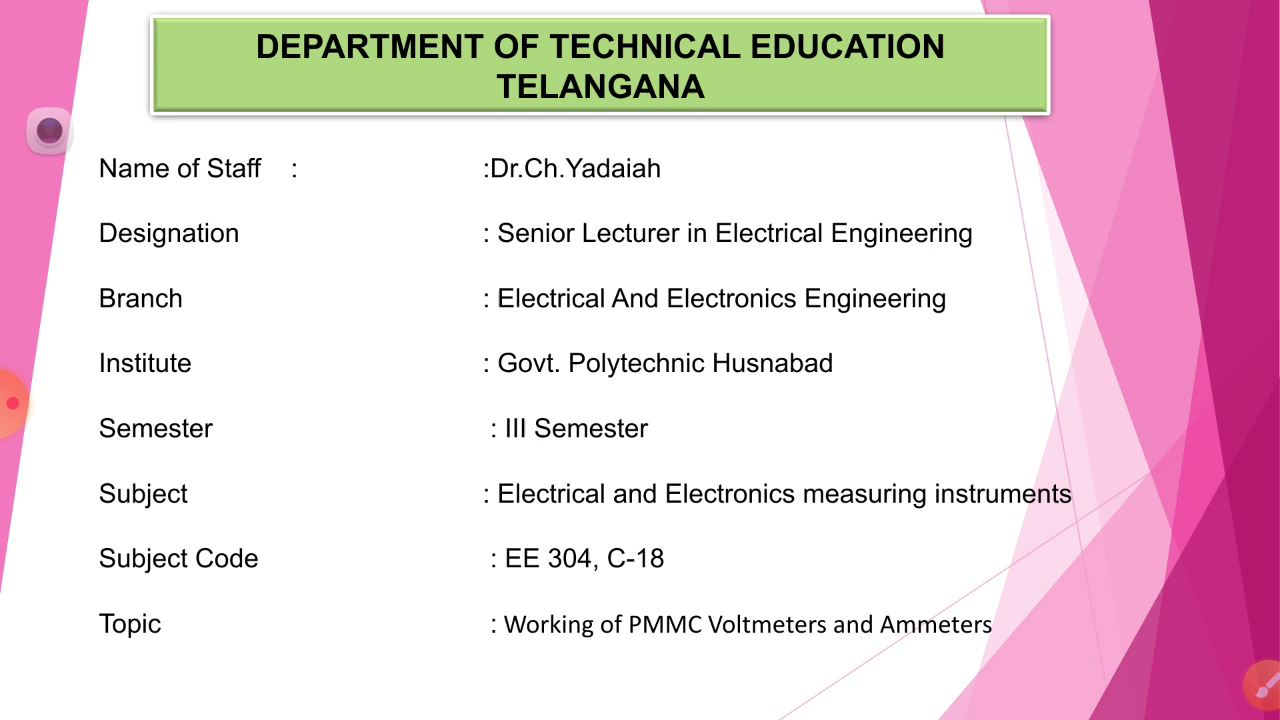 DEPARTMENT OF TECHNICAL EDUCATION
TELANGANA
Name of Staff : :Dr.Ch.Yadaiah
Designation : Senior Lecturer in Electrical Engineering
Branch : Electrical And Electronics Engineering
Institute : Govt. Polytechnic Husnabad
Semester : III Semester
Subject : Electrical and Electronics measuring instruments
Subject Code : EE 304, C-18
Topic : Working of PMMC Voltmeters and Ammeters